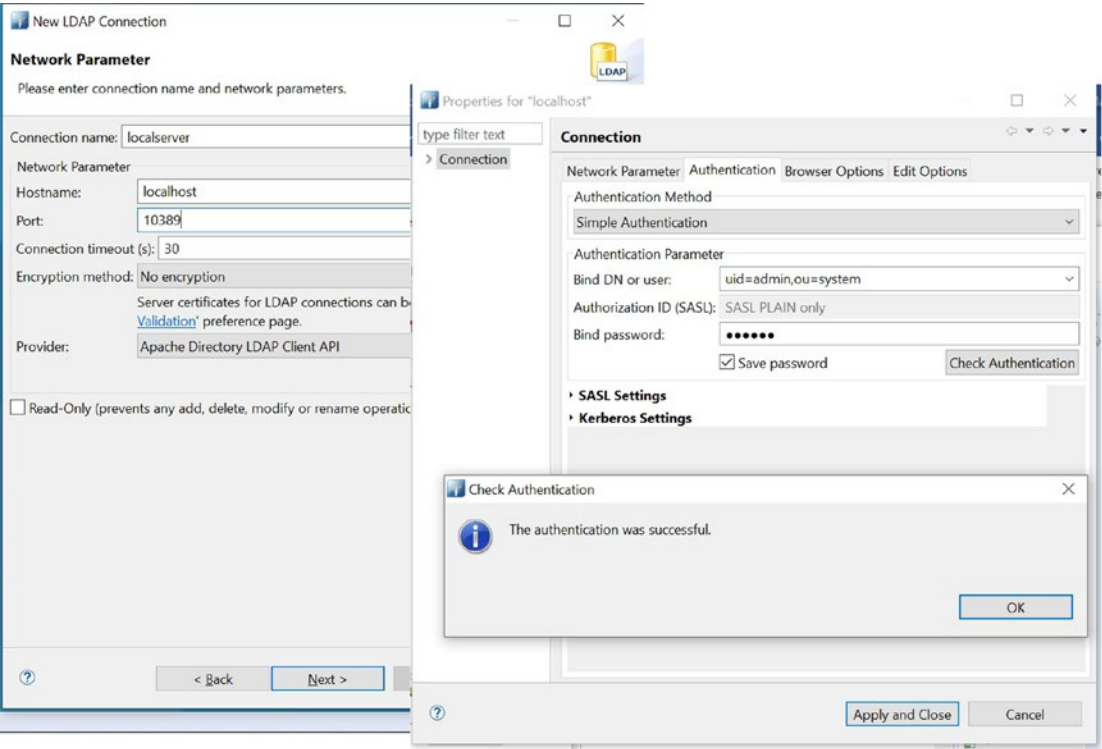 New LDAP Connection
Network Parameter
Please enter connection name and network parameters.
LDAP
Connection name: localserver
Network Parameter
Hostname: localhost
Port: 10389
Connection timeout (s): 30
Encryption method: No encryption
Server certificates for LDAP connections can b
Validation' preference page.
Provider: Apache Directory LDAP Client API
Read-Only (prevents any add, delete, modify or rename operatic
< Back
Next >
Properties for "localhost"
type filter text
Connection
Connection
Network Parameter Authentication Browser Options Edit Options
Authentication Method
Simple Authentication
Authentication Parameter
Bind DN or user: uid=admin,ou=system
Authorization ID (SASL): SASL PLAIN only
Bind password: ••••••
Save password
Check Authentication
SASL Settings
Kerberos Settings
Check Authentication
The authentication was successful.
OK
Apply and Close
Cancel